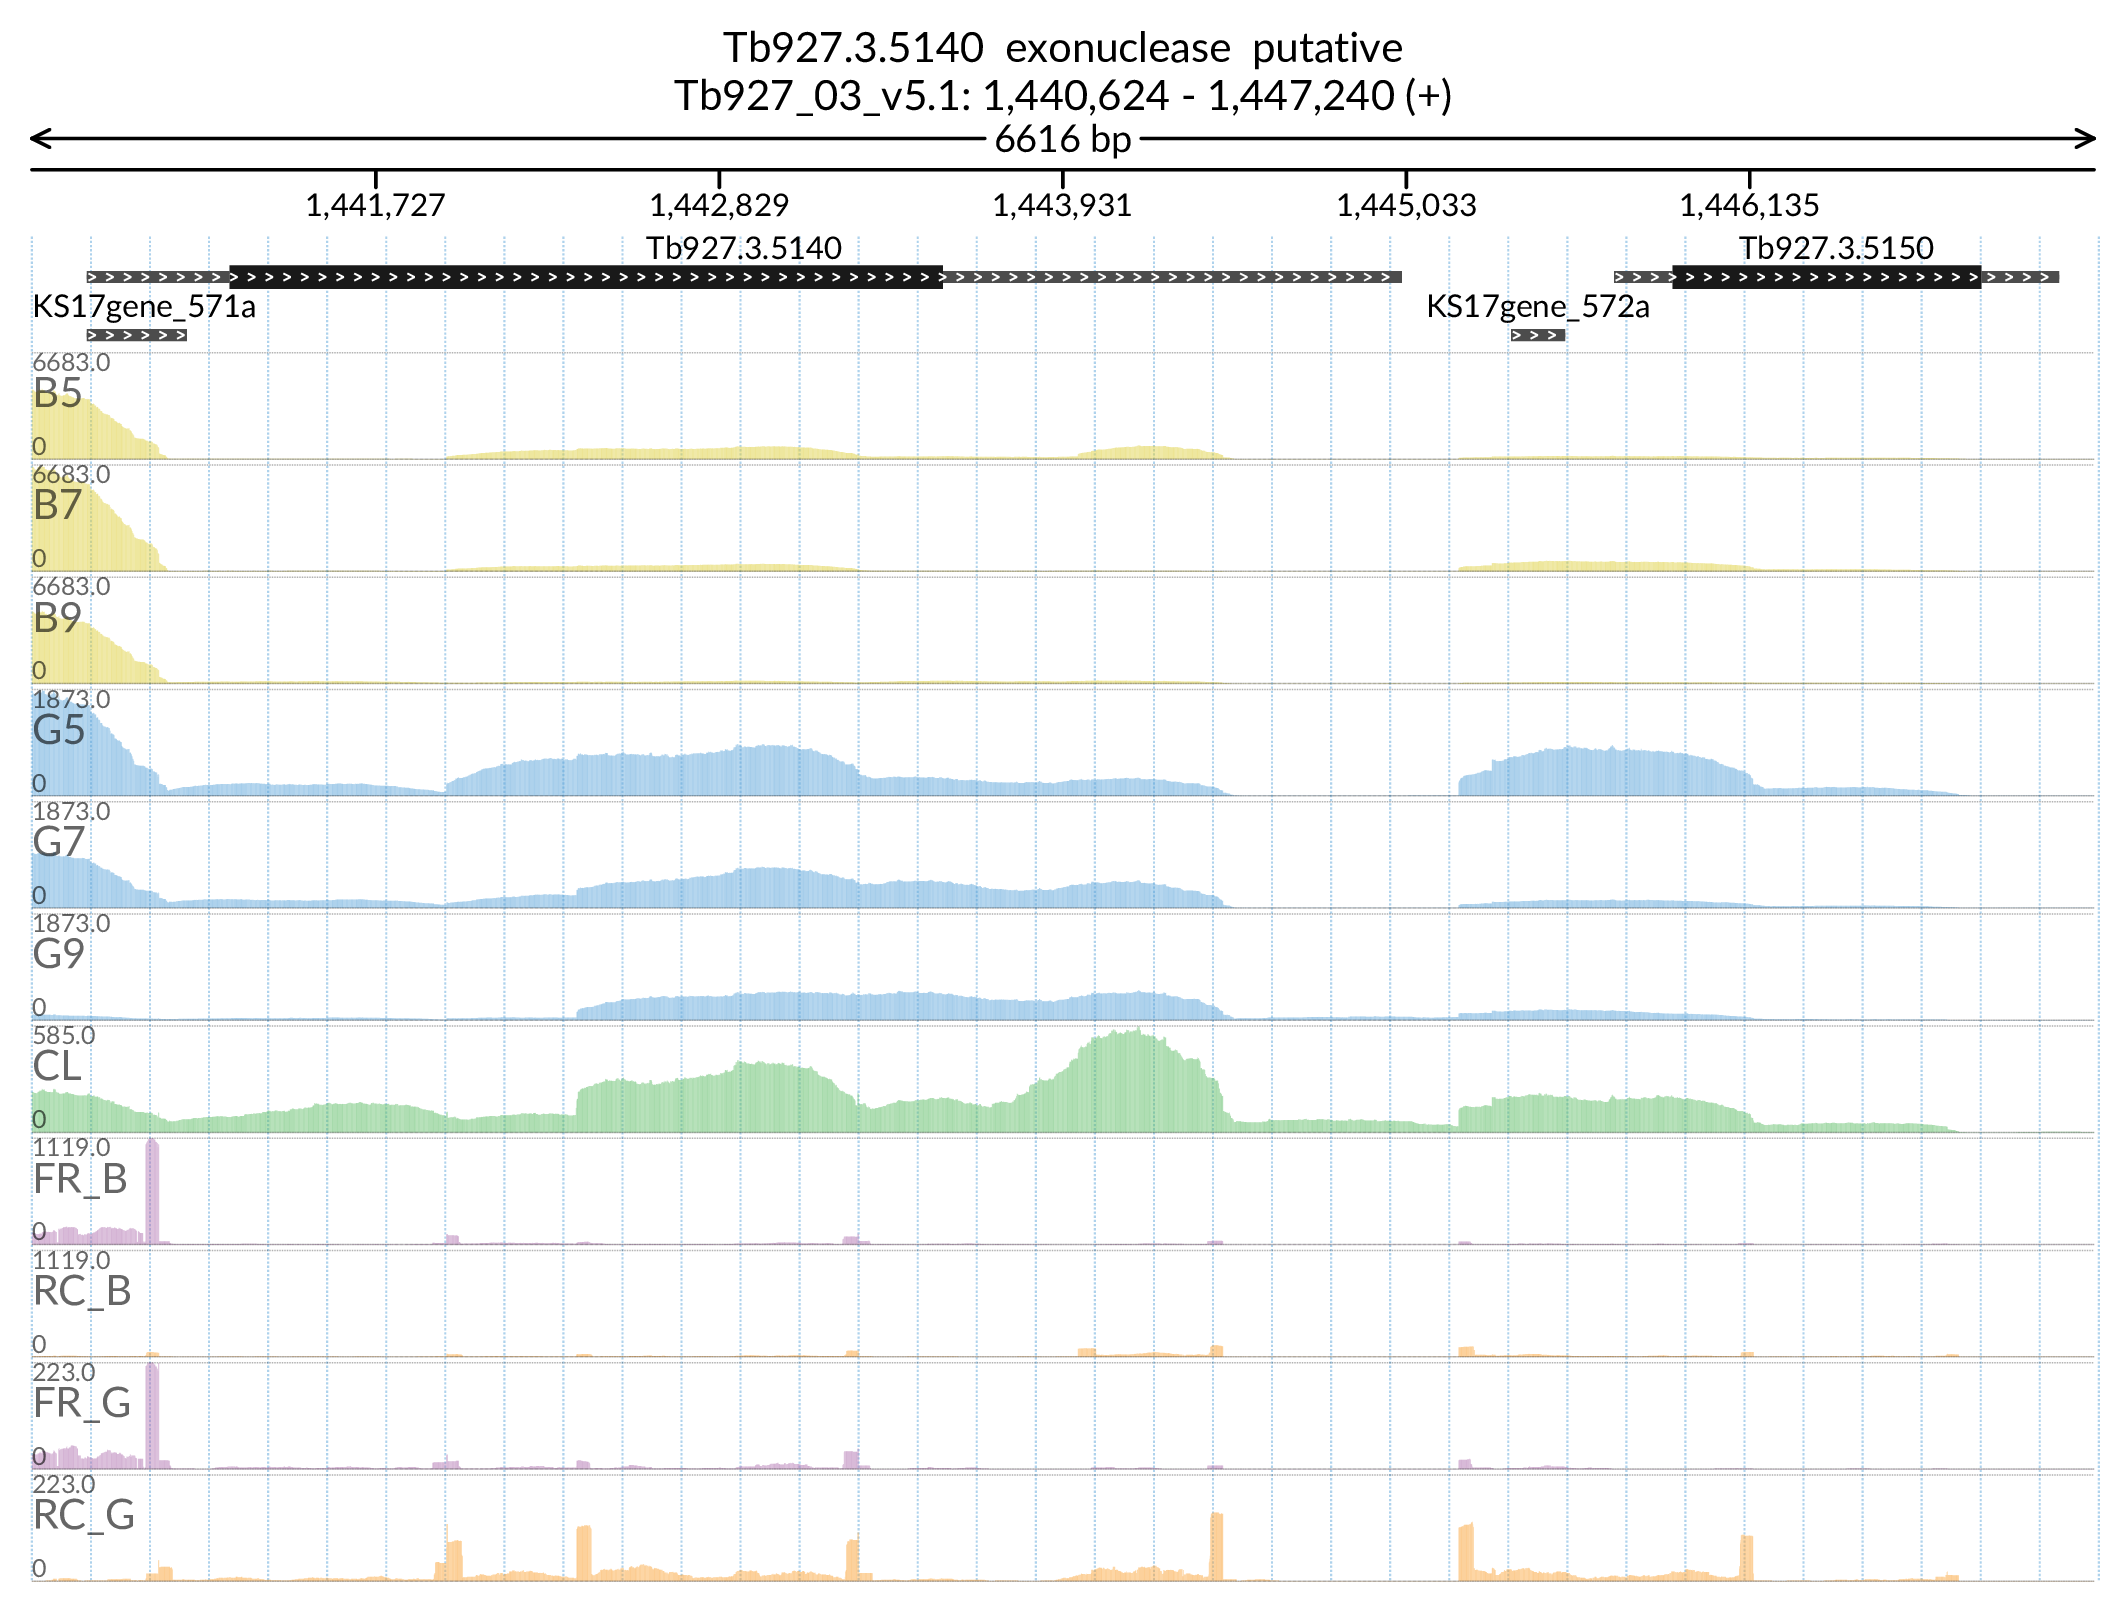 Tb927.3.5140 exonuclease putative
Tb927_03_v5.1: 1,440,624 - 1,447,240 (+)
6616 bp
1,441,727 1,442,829 1,443,931 1,445,033 1,446,135
Tb927.3.5140 Tb927.3.5150
KS17gene_571a KS17gene_572a
6683.0
B5
0
6683.0
B7
0
6683.0
B9
0
1873.0
G5
0
1873.0
G7
0
1873.0
G9
0
585.0
CL
0
1119.0
FR_B
0
1119.0
RC_B
0
223.0
FR_G
0
223.0
RC_G
0